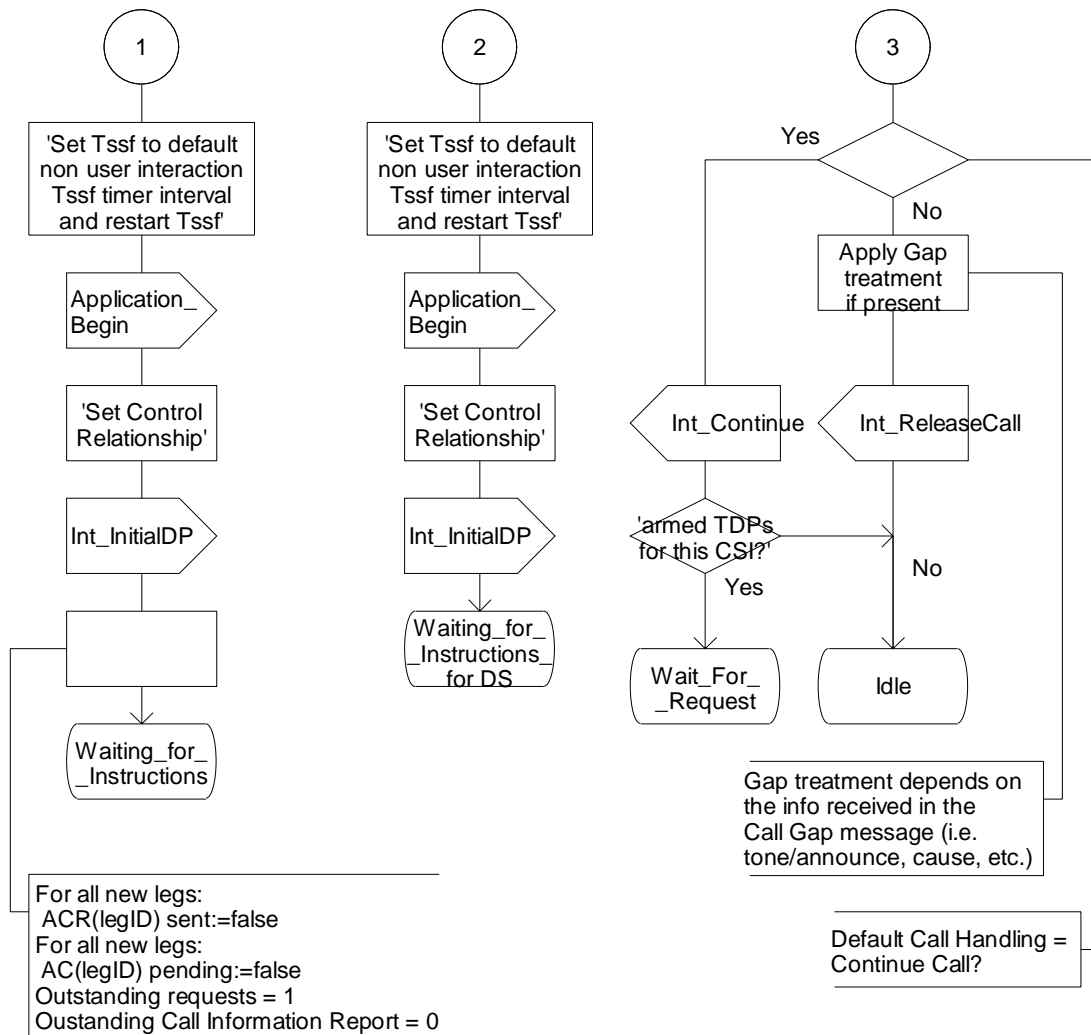 1
'Set Tssf to default
non user interaction
Tssf timer interval
and restart Tssf'
Application_
Begin
'Set Control
Relationship'
Int_InitialDP
Waiting_for_
_Instructions
For all new legs:
ACR(legID) sent:=false
For all new legs:
AC(legID) pending:=false
Outstanding requests = 1
Oustanding Call Information Report = 0
2
'Set Tssf to default
non user interaction
Tssf timer interval
and restart Tssf'
Application_
Begin
'Set Control
Relationship'
Int_InitialDP
Waiting_for_
_Instructions_
for DS
3
Yes
No
Apply Gap
treatment
if present
Int_Continue
Int_ReleaseCall
'armed TDPs
for this CSI?'
Yes
No
Wait_For_
_Request
Idle
Gap treatment depends on
the info received in the
Call Gap message (i.e.
tone/announce, cause, etc.)
Default Call Handling =
Continue Call?